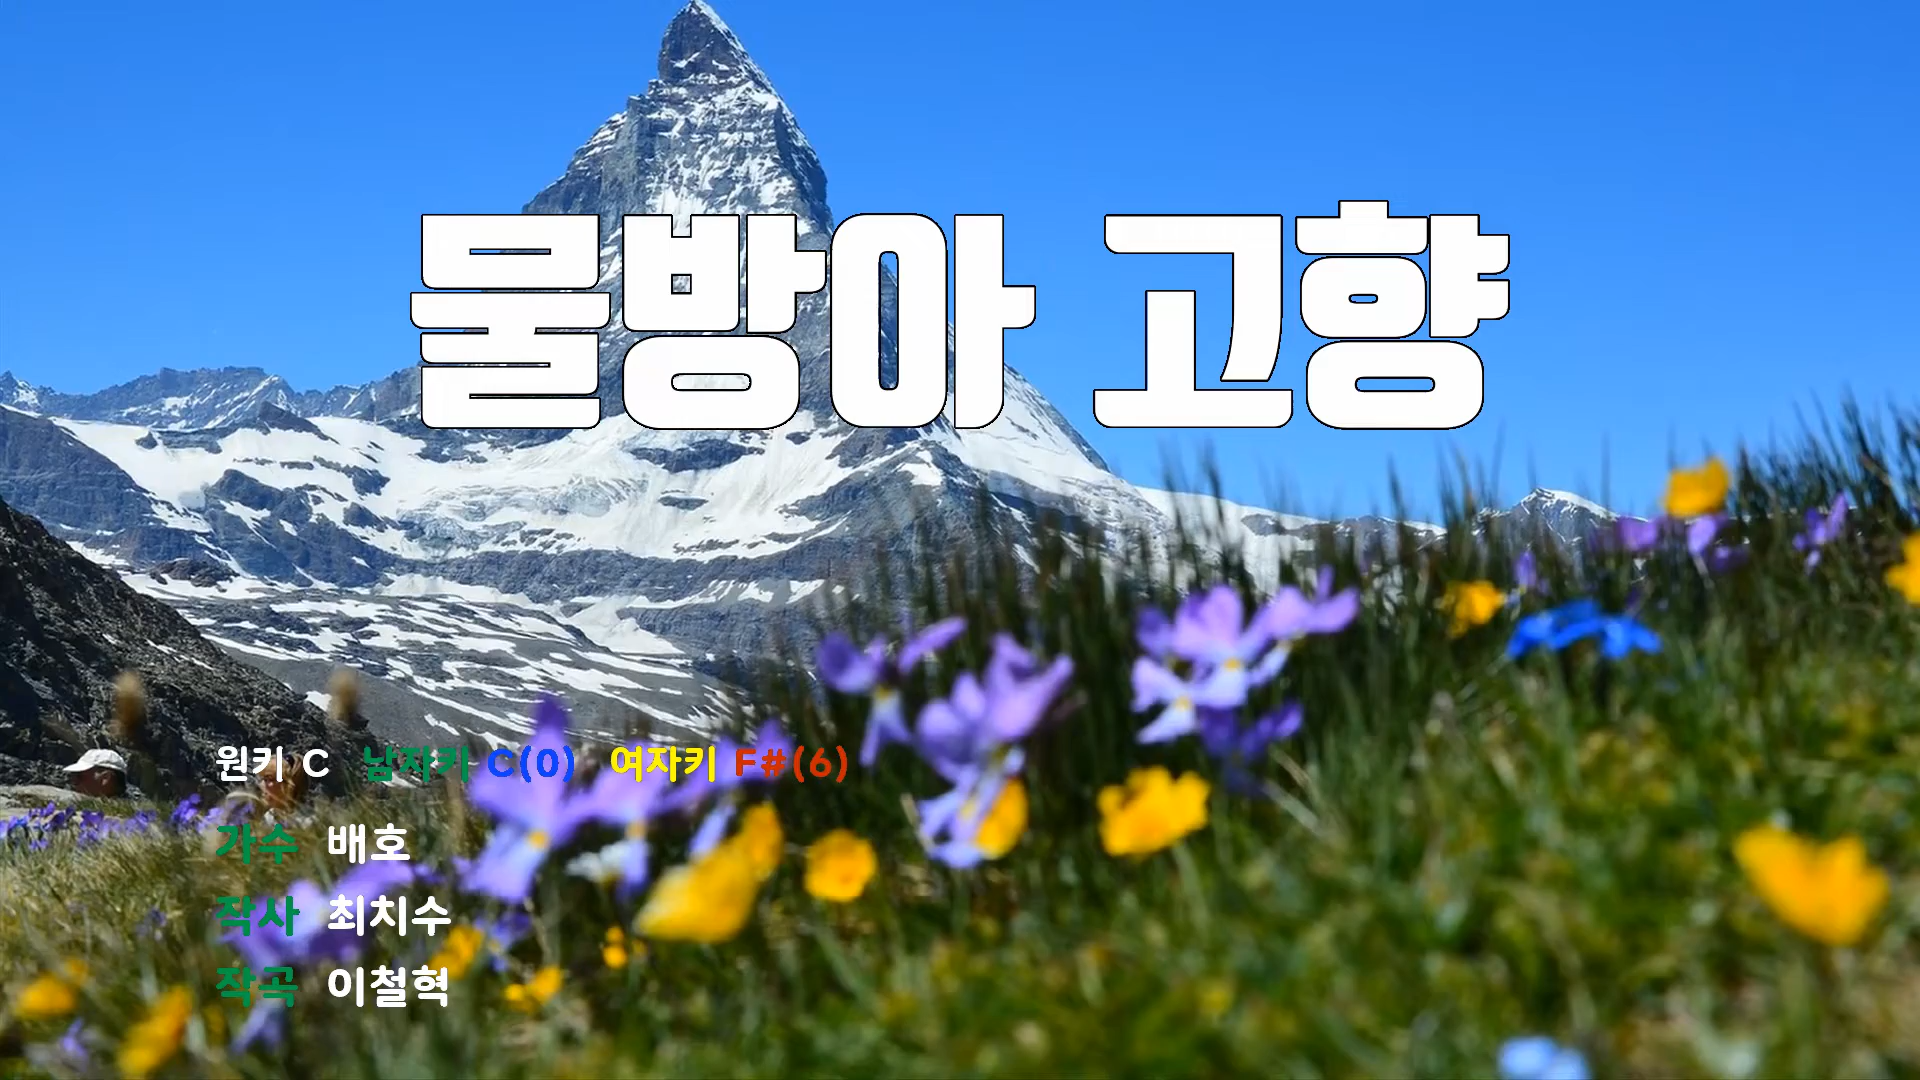 물방아 고향
원키 C 남자키 C(0) 여자키 F#(6)
가수 배호
작사 최치수
작곡 이철혁